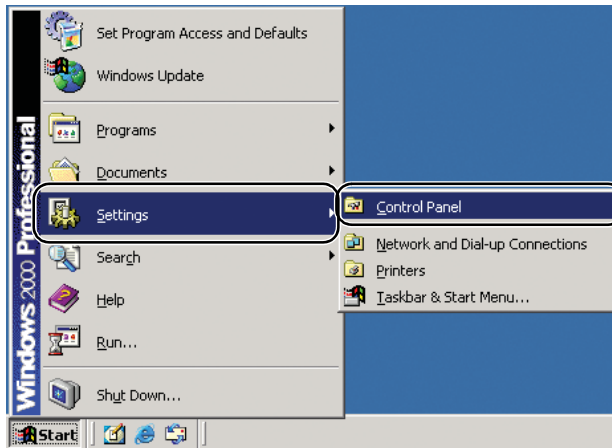 Set Program Access and Defaults
Windows Update
Programs
Documents
Settings
Search
Help
Run...
Shut Down...
Control Panel
Network and Dial-up Connections
Printers
Taskbar & Start Menu...
Windows 2000 Professional
Start